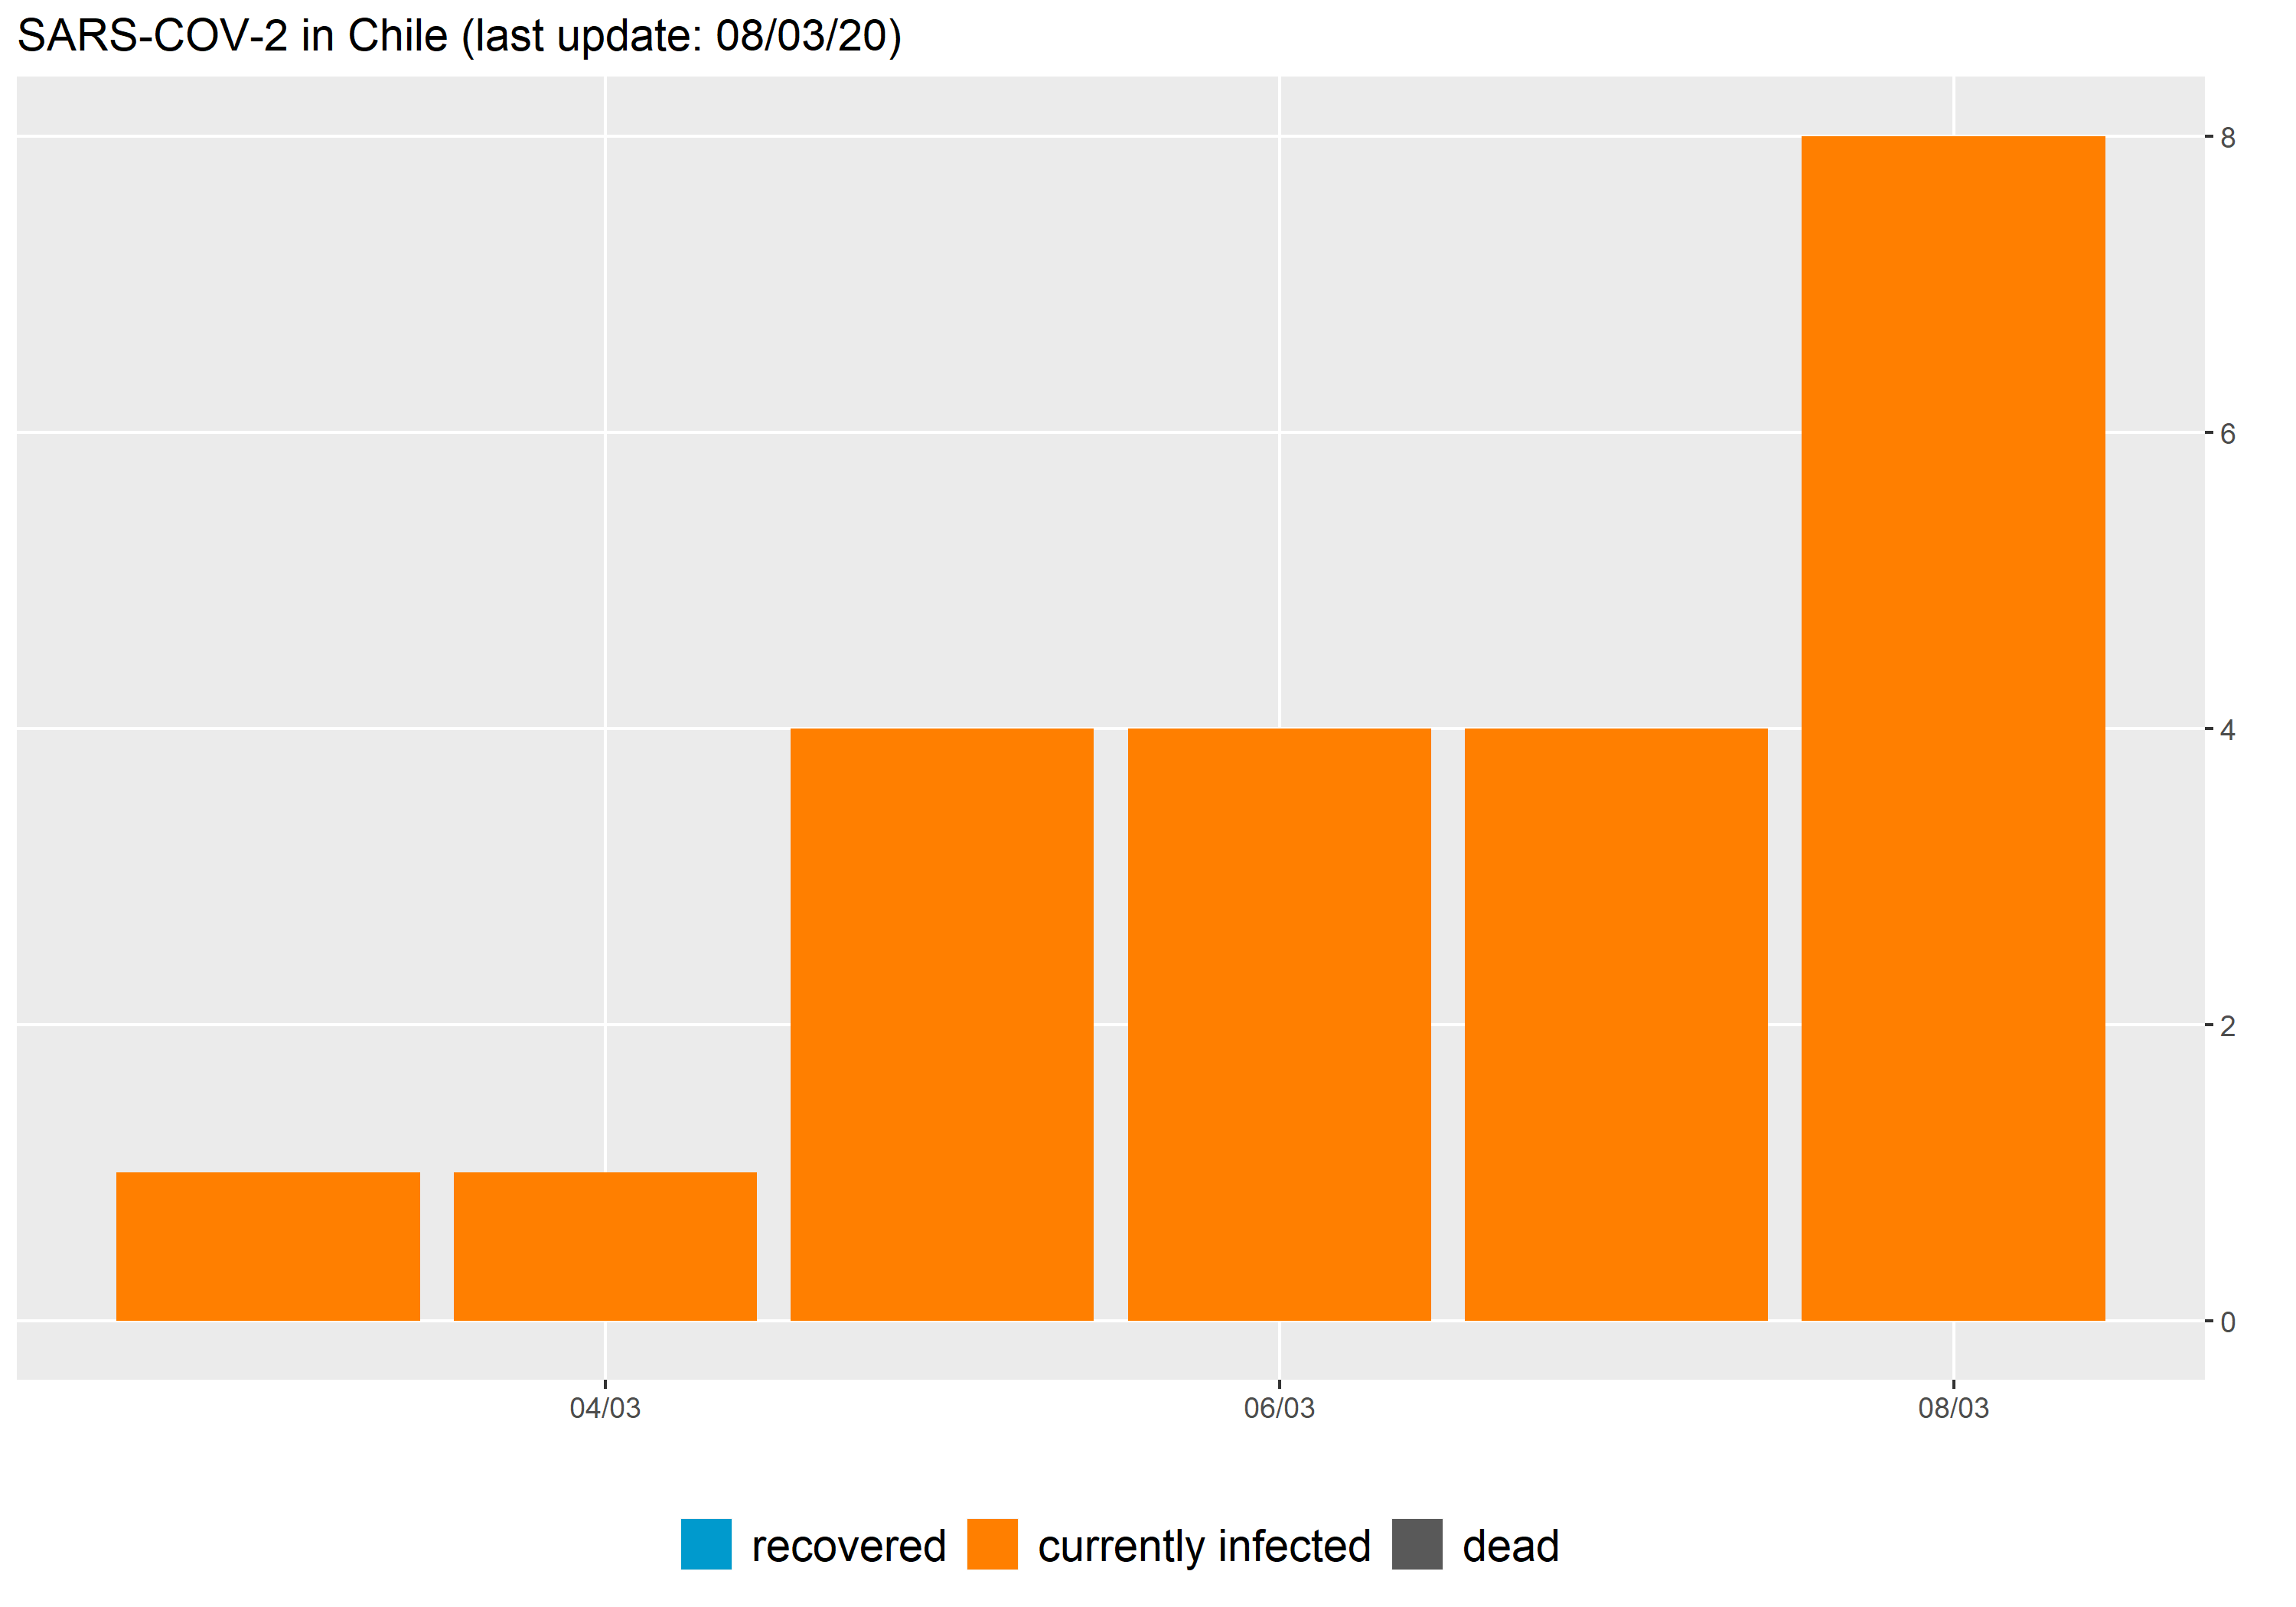 SARS-COV-2 in Chile (last update: 08/03/20)
8
6
4
2
0
04/03 06/03 08/03
recovered currently infected dead